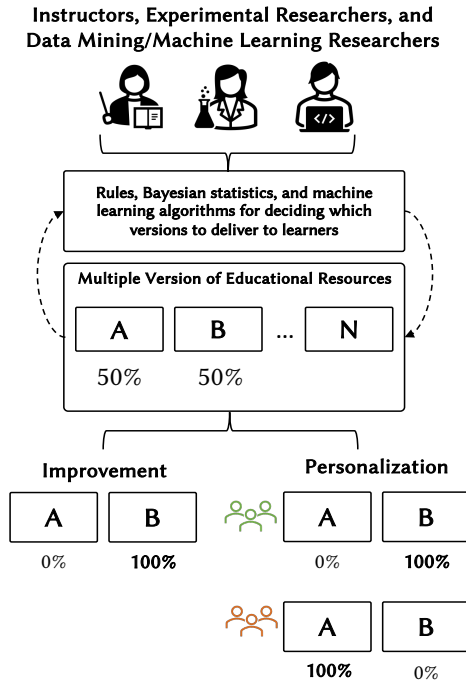 Instructors, Experimental Researchers, and
Data Mining/Machine Learning Researchers
</>
Rules, Bayesian statistics, and machine
learning algorithms for deciding which
versions to deliver to learners
Multiple Version of Educational Resources
A B ... N
50% 50%
Improvement
Personalization
A B
0% 100%
A B
0% 100%
A B
100% 0%